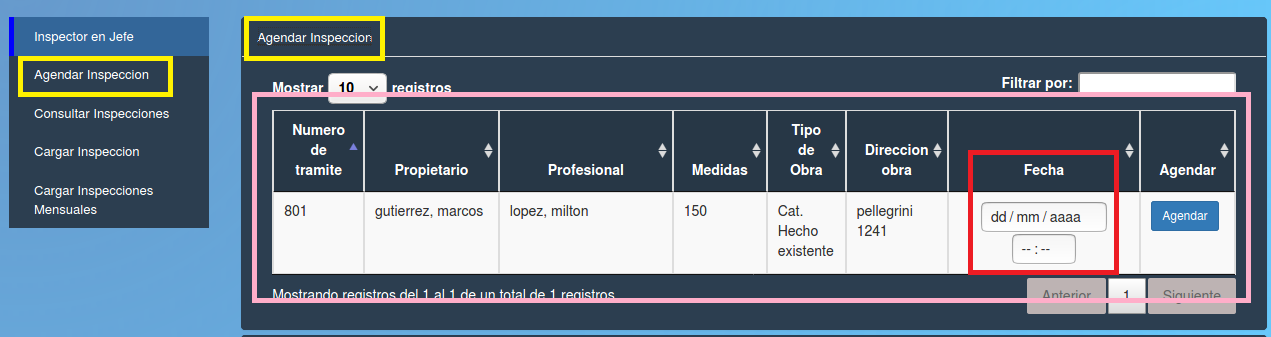 Inspector en Jefe
Agendar Inspeccion
Consultar Inspecciones
Cargar Inspeccion
Cargar Inspecciones
Mensuales
Agendar Inspeccion
Mostrar 10 registros
Filtrar por:
Numero
de
tramite
Propietario
Profesional
Medidas
Tipo
de
Obra
Direccion
obra
Fecha
Agendar
801
gutierrez, marcos
lopez, milton
150
Cat.
Hecho
existente
pellegrini
1241
dd / mm / aaaa
-- : --
Agendar
Mostrando registros del 1 al 1 de un total de 1 registros
Anterior
1
Siguiente